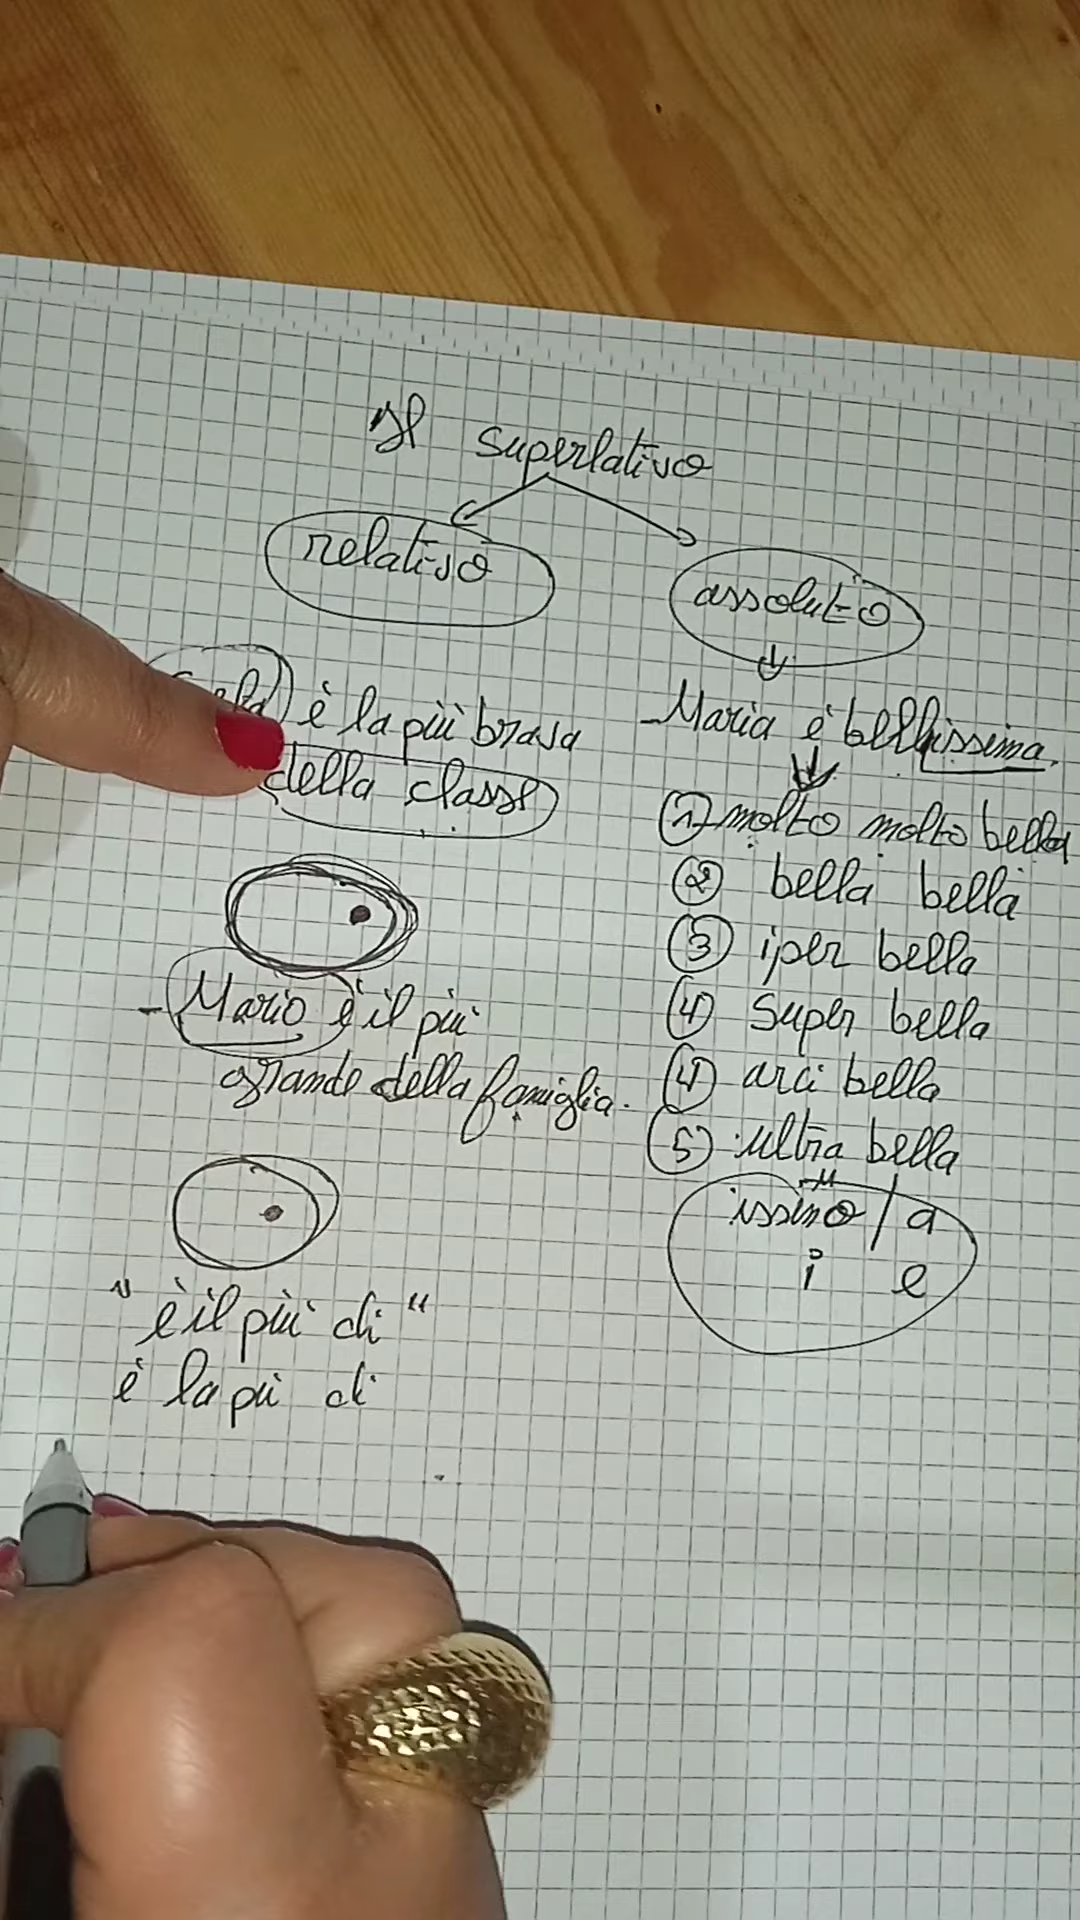 Il superlativo
relativo
assoluto
è la più brava
della classe
- Mario è il più
grande della famiglia.
"è il più di"
è la più di
- Maria è bellissima.
① molto molto bella
② bella bella
③ iper bella
④ Super bella
④ arci bella
⑤ ultra bella
issimo / a
i e